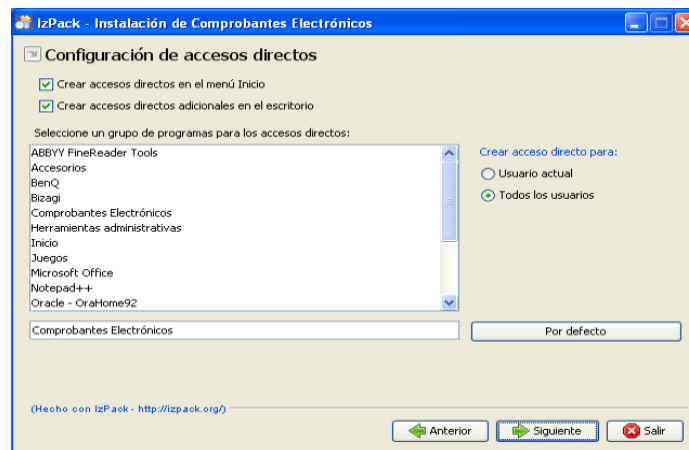 IzPack - Instalación de Comprobantes Electrónicos
Configuración de accesos directos
Crear accesos directos en el menú Inicio
Crear accesos directos adicionales en el escritorio
Seleccione un grupo de programas para los accesos directos:
ABBYY FineReader Tools
Accesorios
BenQ
Bizagi
Comprobantes Electrónicos
Herramientas administrativas
Inicio
Juegos
Microsoft Office
Notepad++
Oracle - OraHome92
Crear acceso directo para:
Usuario actual
Todos los usuarios
Comprobantes Electrónicos
Por defecto
(Hecho con IzPack - http://izpack.org/)
Anterior
Siguiente
Salir